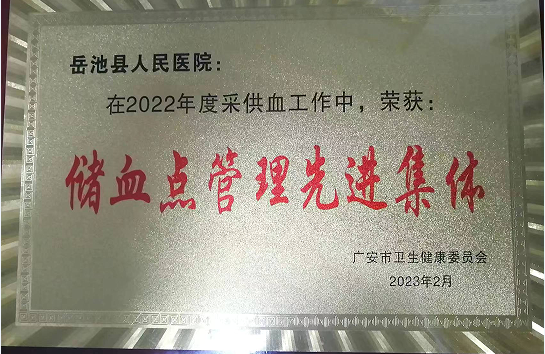 岳池县人民医院：
在2022年度采供血工作中，荣获：
储血点管理先进集体
广安市卫生健康委员会
2023年2月